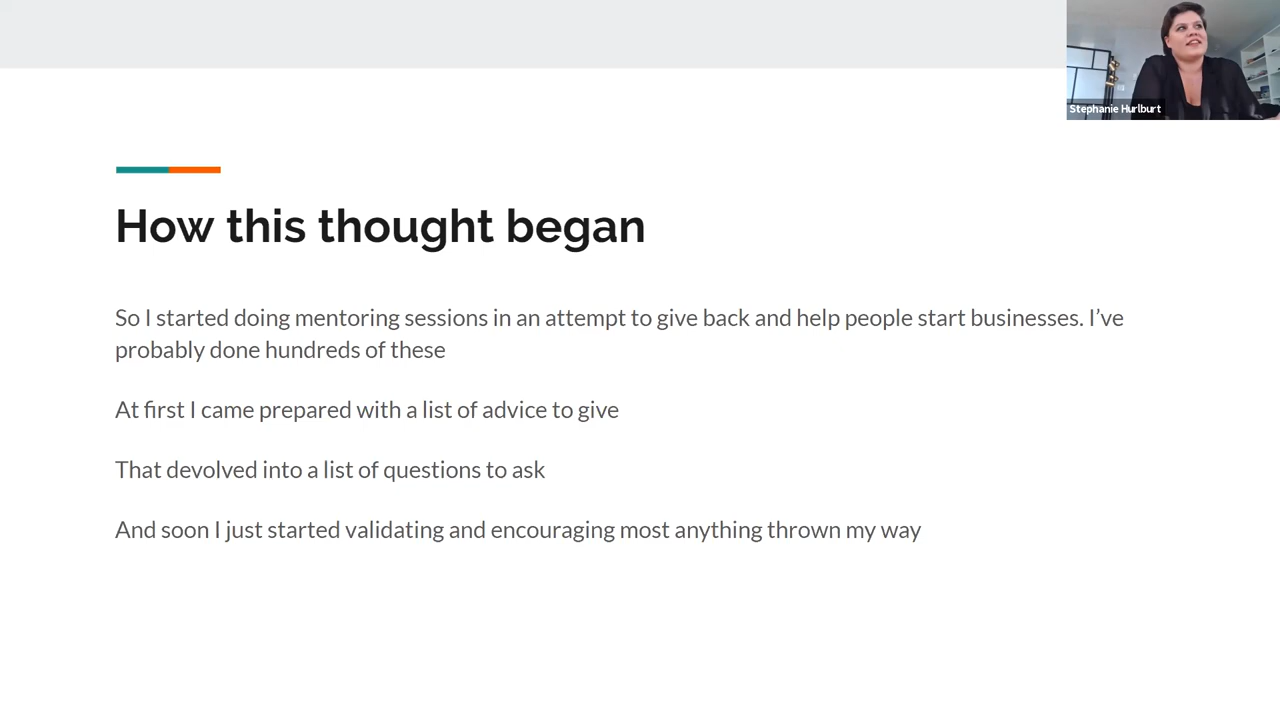 Stephanie Hurlburt
How this thought began
So I started doing mentoring sessions in an attempt to give back and help people start businesses. I’ve
probably done hundreds of these
At first I came prepared with a list of advice to give
That devolved into a list of questions to ask
And soon I just started validating and encouraging most anything thrown my way